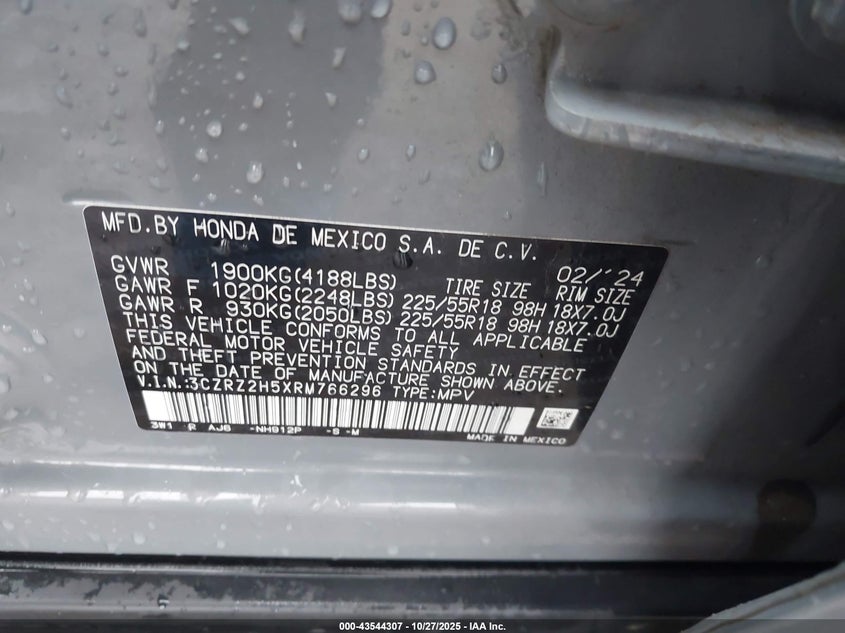 MFD.BY HONDA DE MEXICO S.A. DE C.V.
02/'24
GVWR 1900KG(4188LBS) TIRE SIZE RIM SIZE
GAWR F 1020KG(2248LBS) 225/55R18 98H 18X7.0J
GAWR R 930KG(2050LBS) 225/55R18 98H 18X7.0J
THIS VEHICLE CONFORMS TO ALL APPLICABLE
FEDERAL MOTOR VEHICLE SAFETY
AND THEFT PREVENTION STANDARDS IN EFFECT
ON THE DATE OF MANUFACTURE SHOWN ABOVE.
V.I.N.:3CZRZ2H5XRM766296 TYPE:MPV
3W1 R AJ6 -NH912P -S -M
MADE IN MEXICO
000-43544307 | 10/27/2025 - IAA Inc.